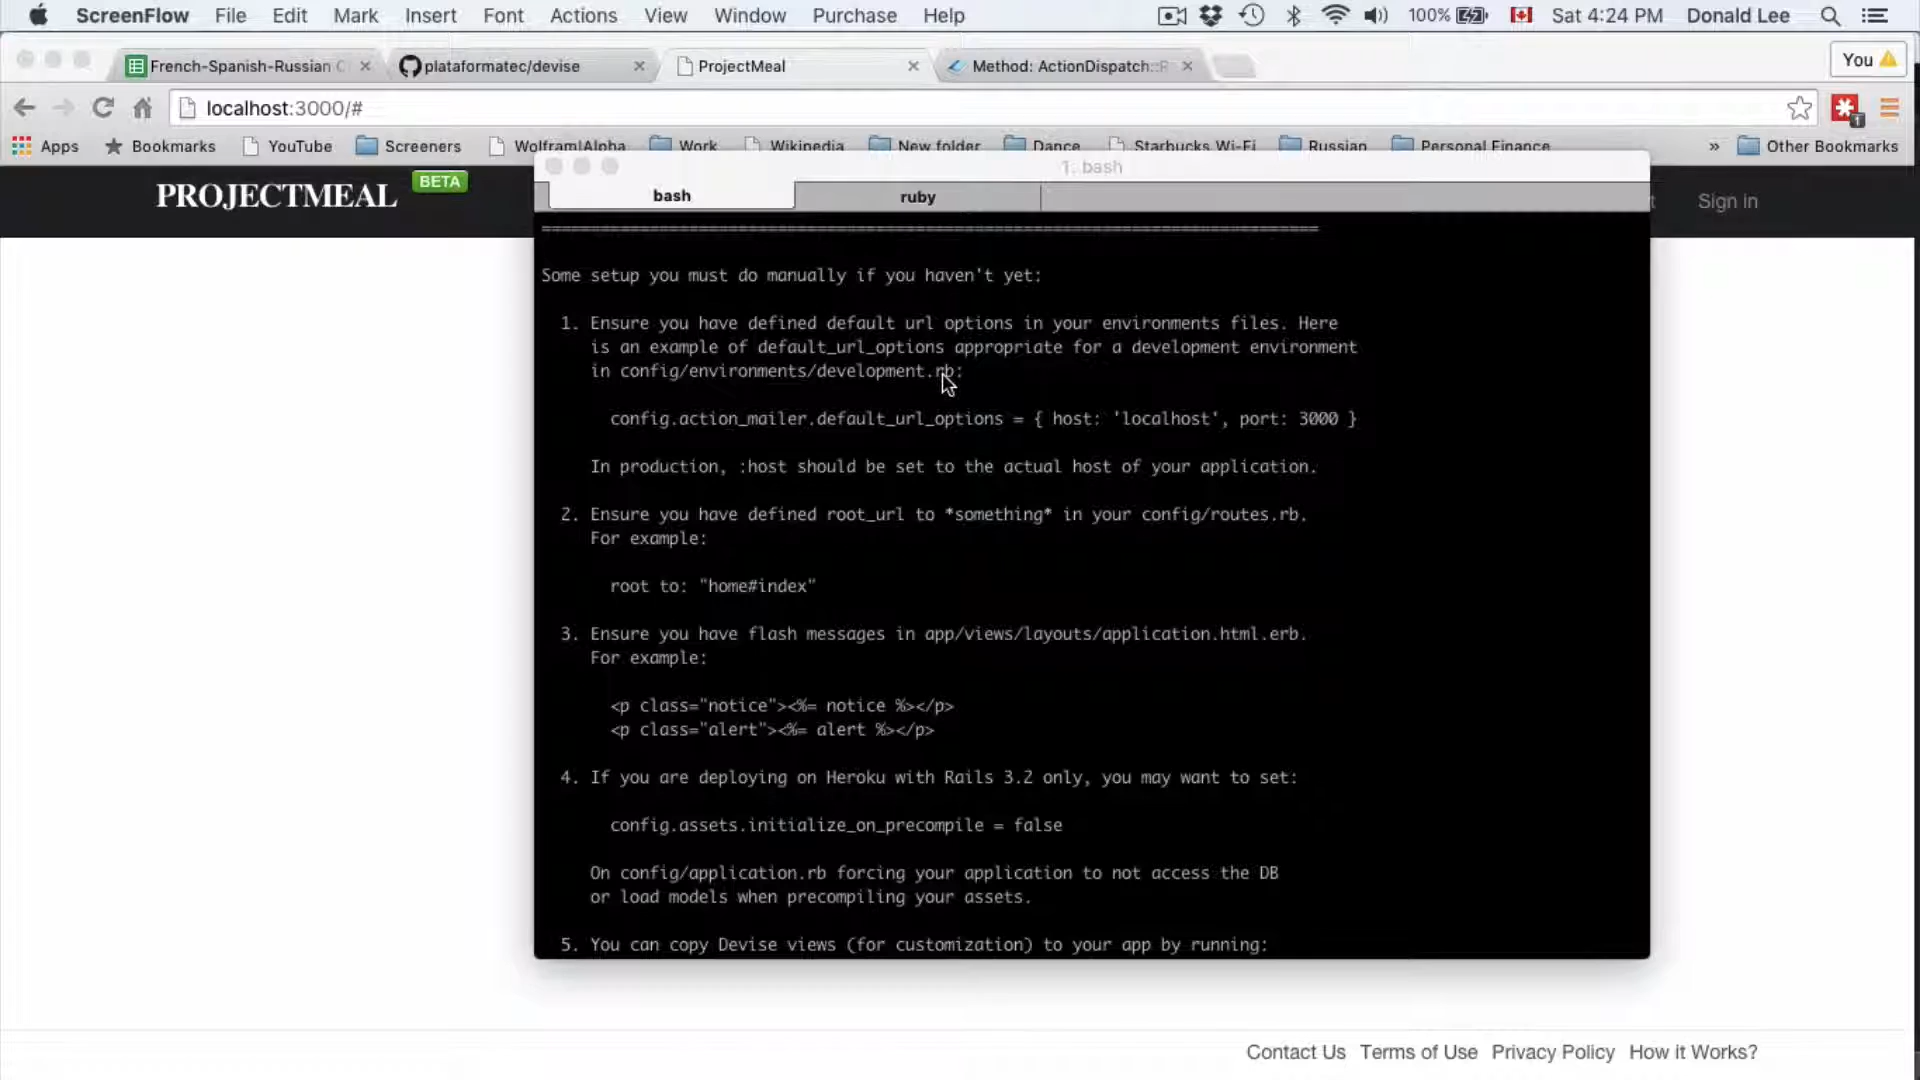 ScreenFlow File Edit Mark Insert Font Actions View Window Purchase Help 100% Sat 4:24 PM Donald Lee
French-Spanish-Russian plataformatec/devise ProjectMeal Method: ActionDispatch:: You
localhost:3000/#
1
Apps Bookmarks YouTube Screeners Wolfram|Alpha Work Wikipedia New folder Dance Starbucks Wi-Fi Russian Personal Finance » Other Bookmarks
1. bash
PROJECTMEAL BETA Sign in
bash ruby
==============================================================================
Some setup you must do manually if you haven't yet:
1. Ensure you have defined default url options in your environments files. Here
is an example of default_url_options appropriate for a development environment
in config/environments/development.rb:
config.action_mailer.default_url_options = { host: 'localhost', port: 3000 }
In production, :host should be set to the actual host of your application.
2. Ensure you have defined root_url to *something* in your config/routes.rb.
For example:
root to: "home#index"
3. Ensure you have flash messages in app/views/layouts/application.html.erb.
For example:
<p class="notice"><%= notice %></p>
<p class="alert"><%= alert %></p>
4. If you are deploying on Heroku with Rails 3.2 only, you may want to set:
config.assets.initialize_on_precompile = false
On config/application.rb forcing your application to not access the DB
or load models when precompiling your assets.
5. You can copy Devise views (for customization) to your app by running:
Contact Us Terms of Use Privacy Policy How it Works?